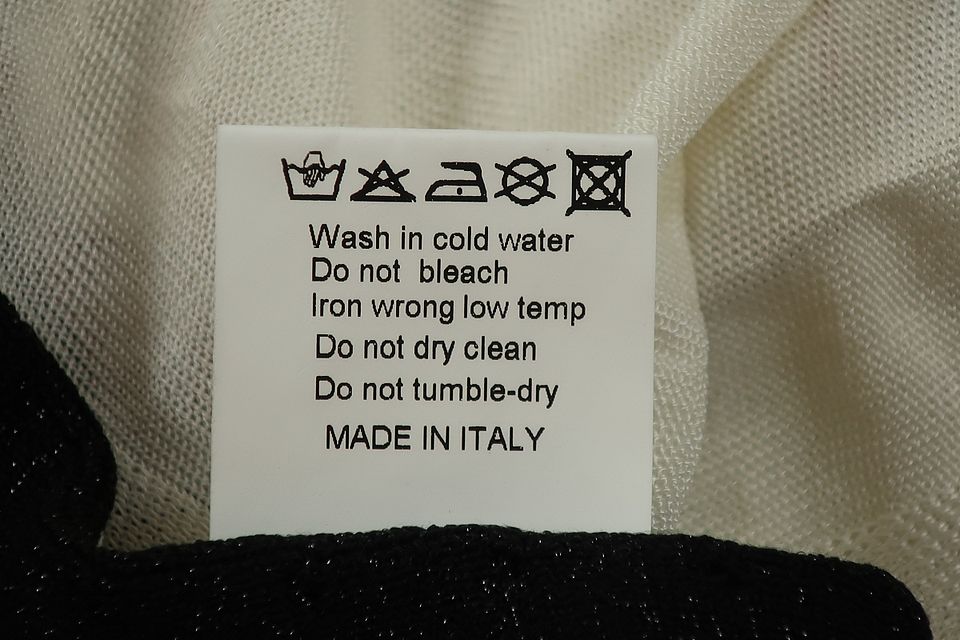 Wash in cold water
Do not bleach
Iron wrong low temp
Do not dry clean
Do not tumble-dry
MADE IN ITALY